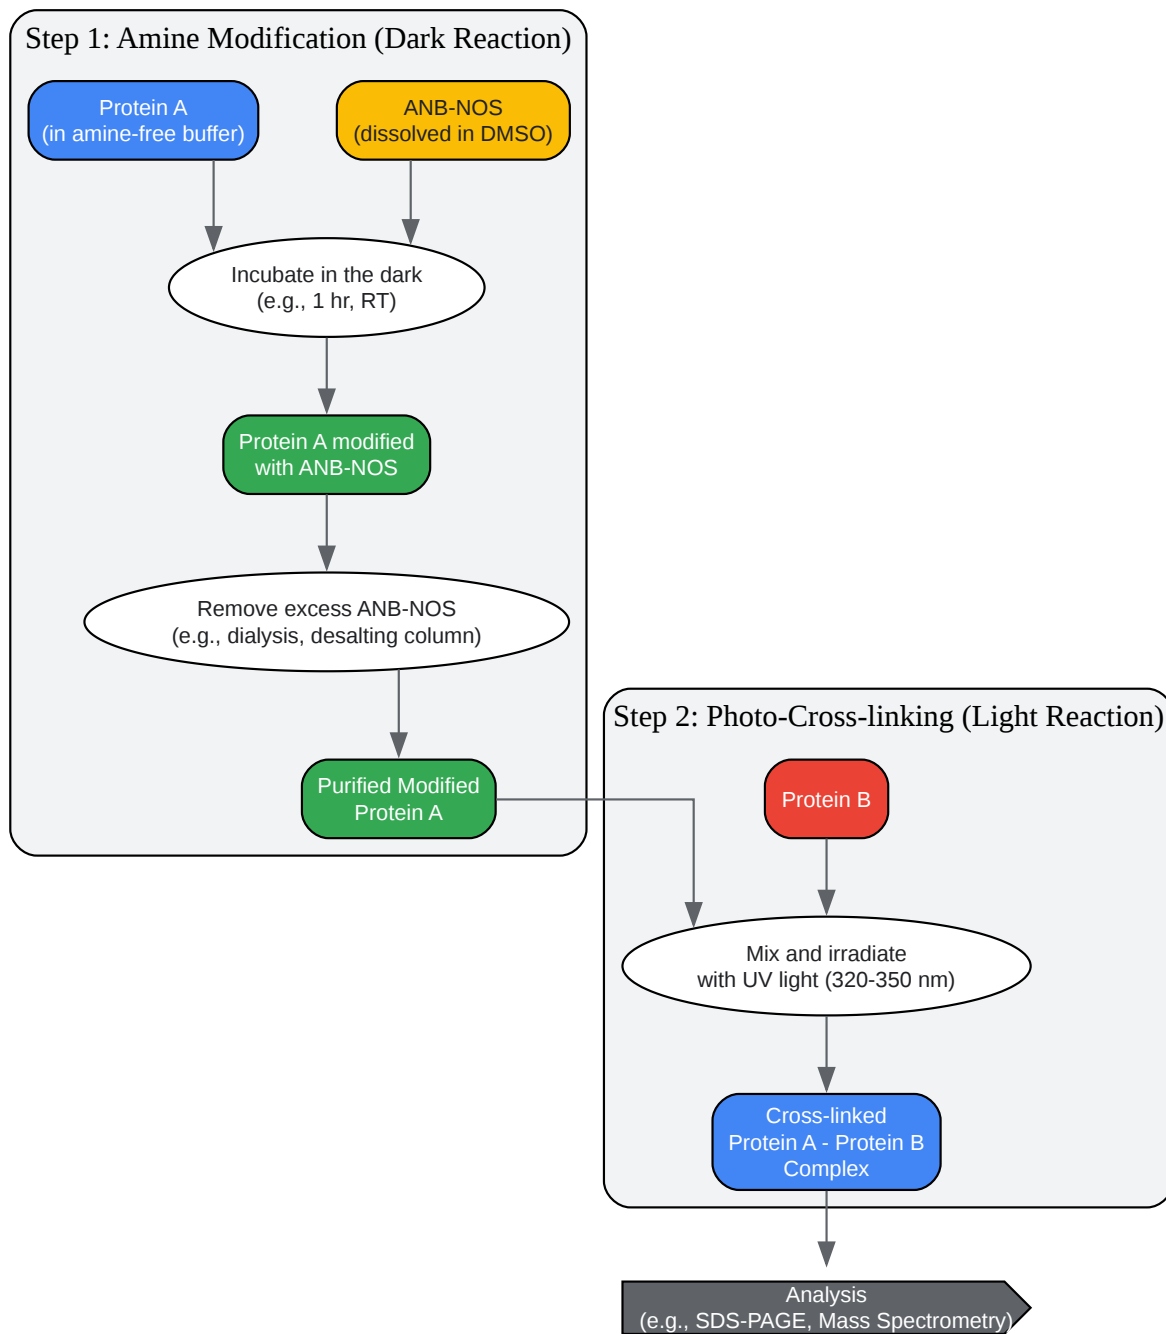 Step 1: Amine Modification (Dark Reaction)
Protein A
(in amine-free buffer)
ANB-NOS
(dissolved in DMSO)
Incubate in the dark
(e.g., 1 hr, RT)
Protein A modified
with ANB-NOS
Remove excess ANB-NOS
(e.g., dialysis, desalting column)
Purified Modified
Protein A
Step 2: Photo-Cross-linking (Light Reaction)
Protein B
Mix and irradiate
with UV light (320-350 nm)
Cross-linked
Protein A - Protein B
Complex
Analysis
(e.g., SDS-PAGE, Mass Spectrometry)